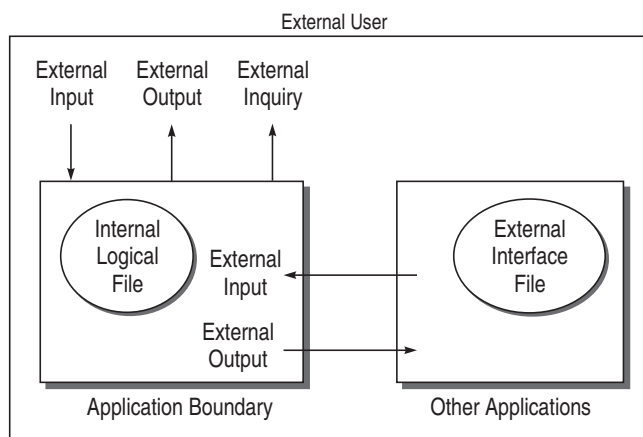 External User
External
Input
External
Output
External
Inquiry
Internal
Logical
File
External
Input
External
Output
External
Interface
File
Application Boundary
Other Applications